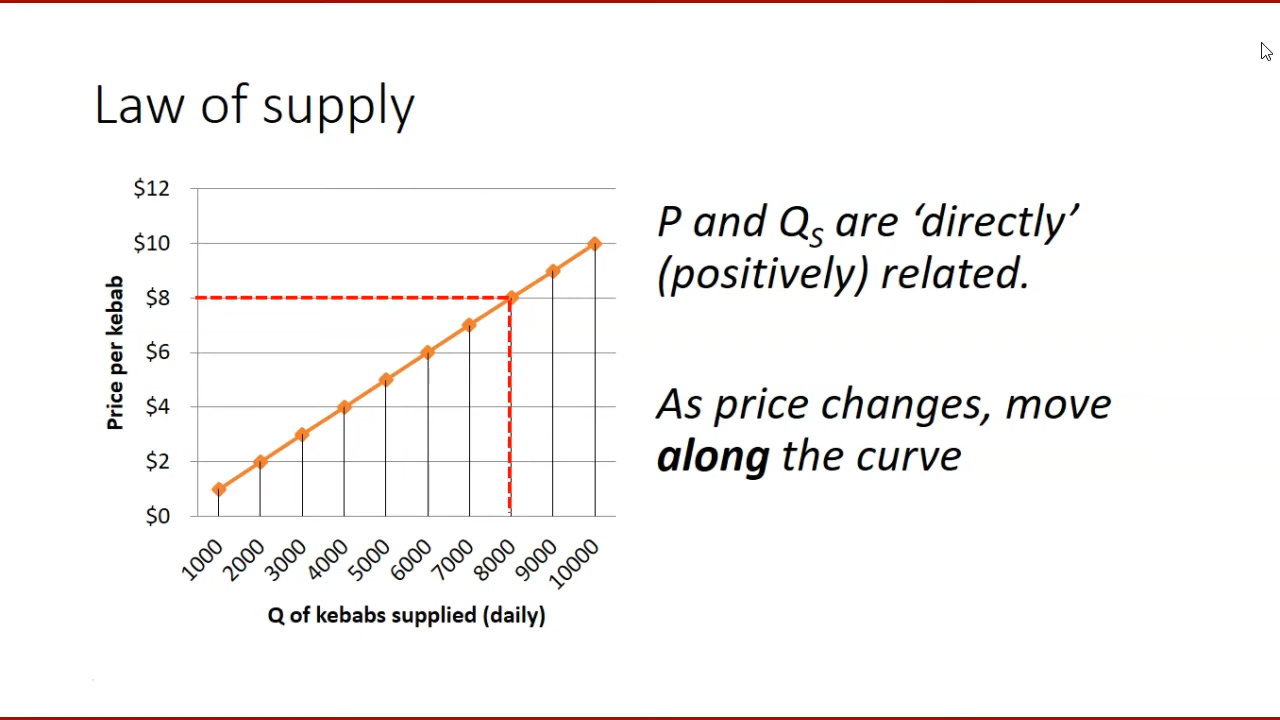 Law of supply
$12
$10
$8
$6
$4
$2
$0
Price per kebab
1000
2000
3000
4000
5000
6000
7000
8000
9000
10000
Q of kebabs supplied (daily)
P and QS are ‘directly’
(positively) related.
As price changes, move
along the curve